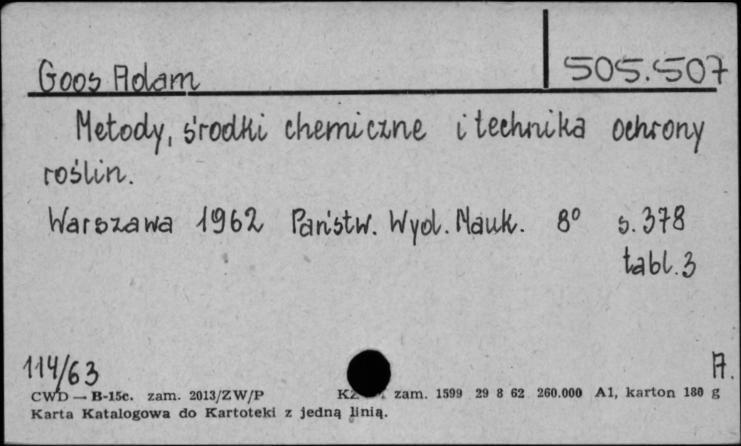 Goos Adam 505.507
Metody, środki chemiczne i technika ochrony
roślin.
Warszawa 1962 Państw. Wyd. Nauk. 8° s. 378
tabl. 3
114/63 A.
CWD — B-15c. zam. 2013/ZW/P zam. 1599 29 8 62 260.000 A1, karton 180 g
Karta Katalogowa do Kartoteki z jedną linią.